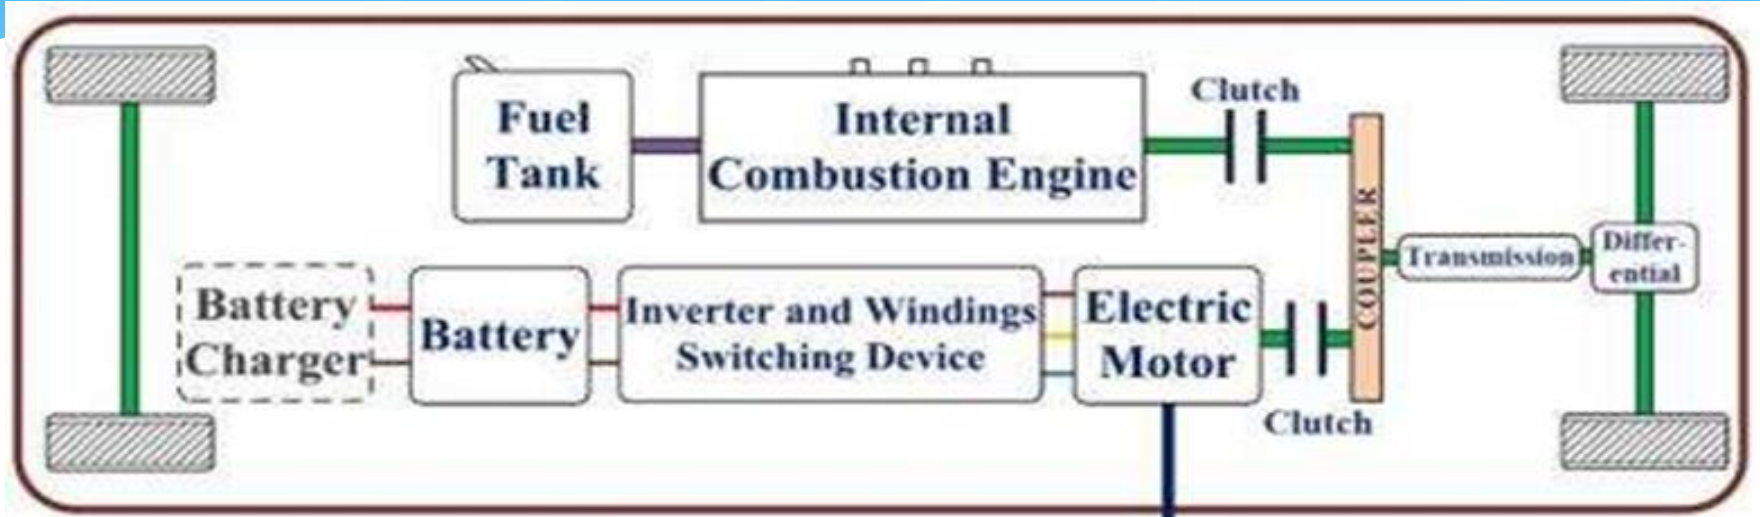 Clutch
Fuel
Tank
Internal
Combustion Engine
COUPLER
Transmission
Differ-
ential
Battery
Charger
Battery
Inverter and Windings
Switching Device
Electric
Motor
Clutch